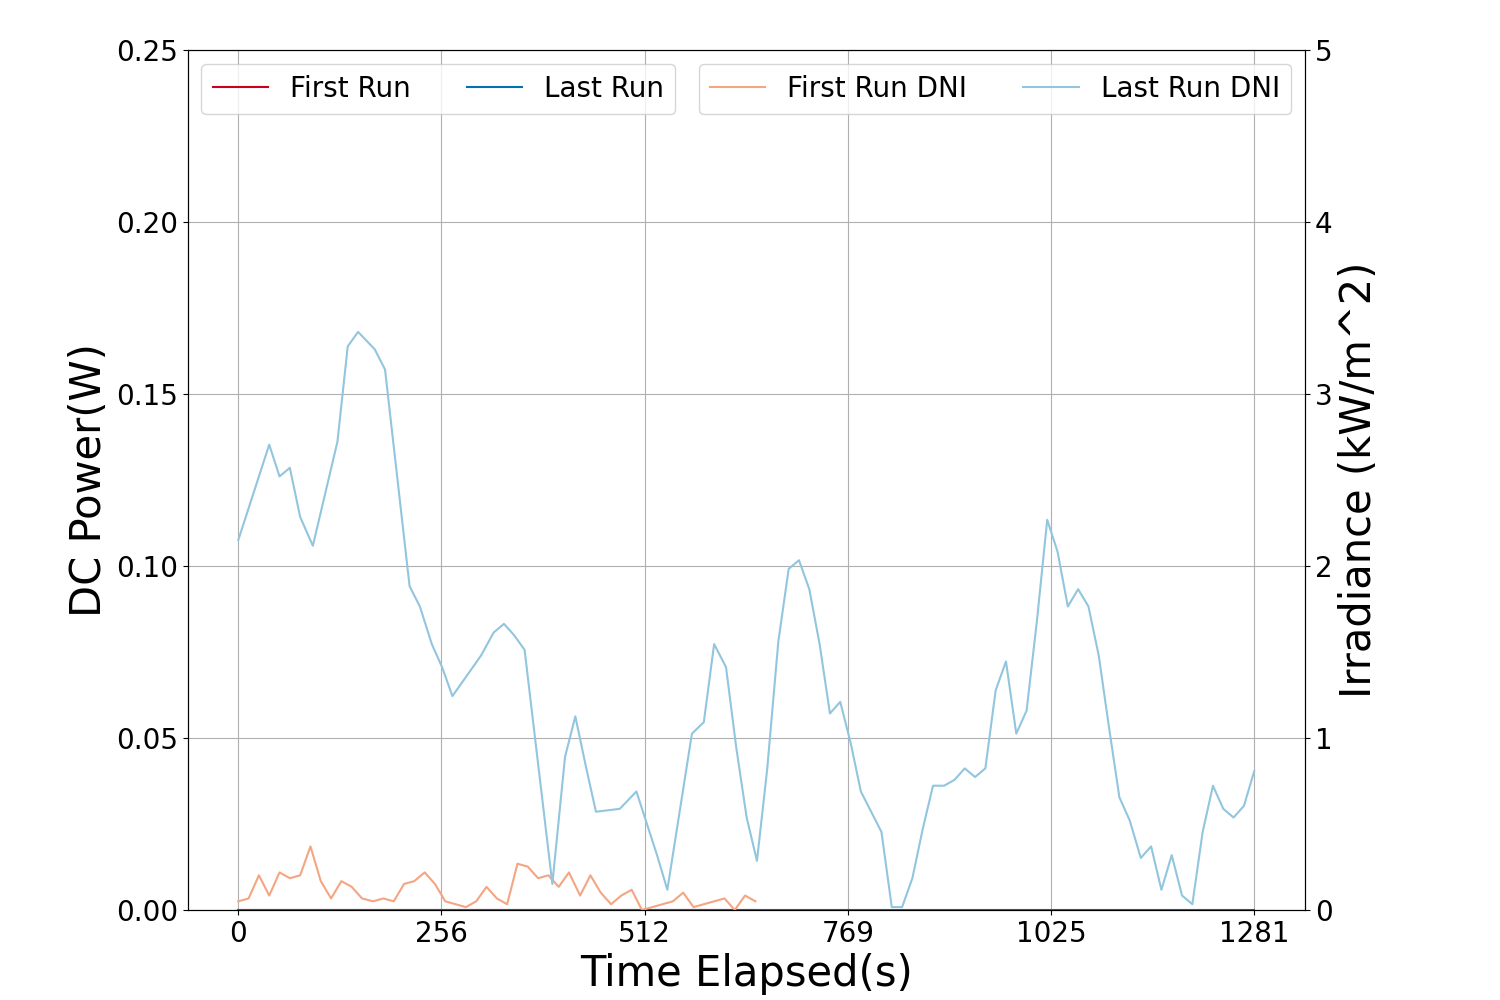 First Run
Last Run
First Run DNI
Last Run DNI
0.25
0.20
0.15
0.10
0.05
0.00
DC Power(W)
5
4
3
2
1
0
Irradiance (kW/m^2)
0
256
512
769
1025
1281
Time Elapsed(s)